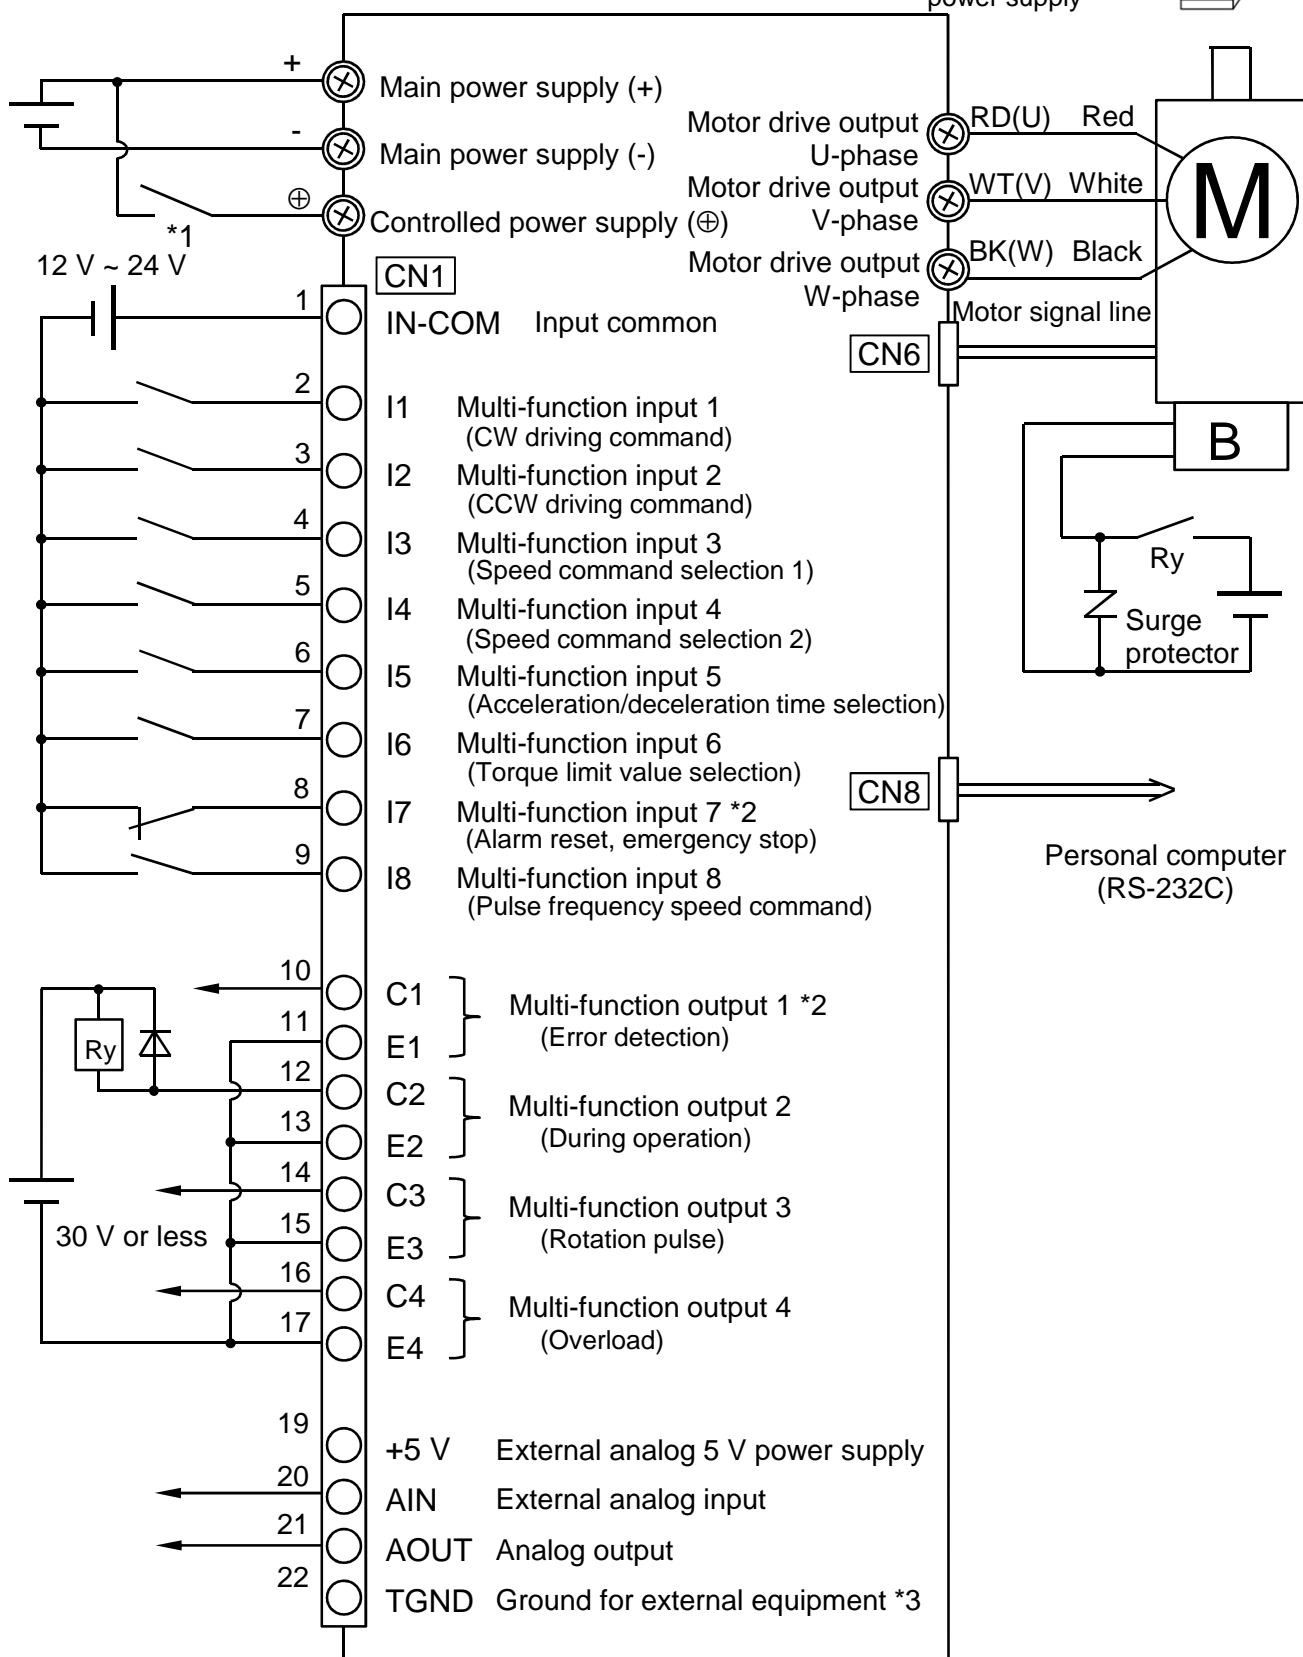 power supply
+
Main power supply (+)
-
Main power supply (-)
⊕
Controlled power supply (⊕)
*1
12 V ~ 24 V
Motor drive output
U-phase
RD(U) Red
Motor drive output
V-phase
WT(V) White
Motor drive output
W-phase
BK(W) Black
M
Motor signal line
CN6
B
Ry
Surge
protector
CN8
Personal computer
(RS-232C)
CN1
1 IN-COM Input common
2 I1 Multi-function input 1
(CW driving command)
3 I2 Multi-function input 2
(CCW driving command)
4 I3 Multi-function input 3
(Speed command selection 1)
5 I4 Multi-function input 4
(Speed command selection 2)
6 I5 Multi-function input 5
(Acceleration/deceleration time selection)
7 I6 Multi-function input 6
(Torque limit value selection)
8 I7 Multi-function input 7 *2
(Alarm reset, emergency stop)
9 I8 Multi-function input 8
(Pulse frequency speed command)
Ry
30 V or less
10 C1
11 E1
Multi-function output 1 *2
(Error detection)
12 C2
13 E2
Multi-function output 2
(During operation)
14 C3
15 E3
Multi-function output 3
(Rotation pulse)
16 C4
17 E4
Multi-function output 4
(Overload)
19 +5 V External analog 5 V power supply
20 AIN External analog input
21 AOUT Analog output
22 TGND Ground for external equipment *3